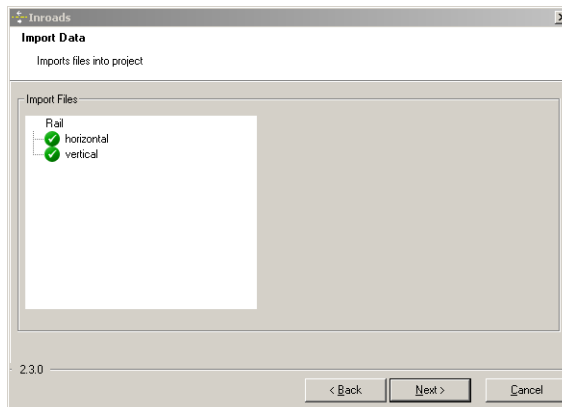 Inroads
Import Data
Imports files into project
Import Files
Rail
horizontal
vertical
2.3.0
< Back
Next >
Cancel